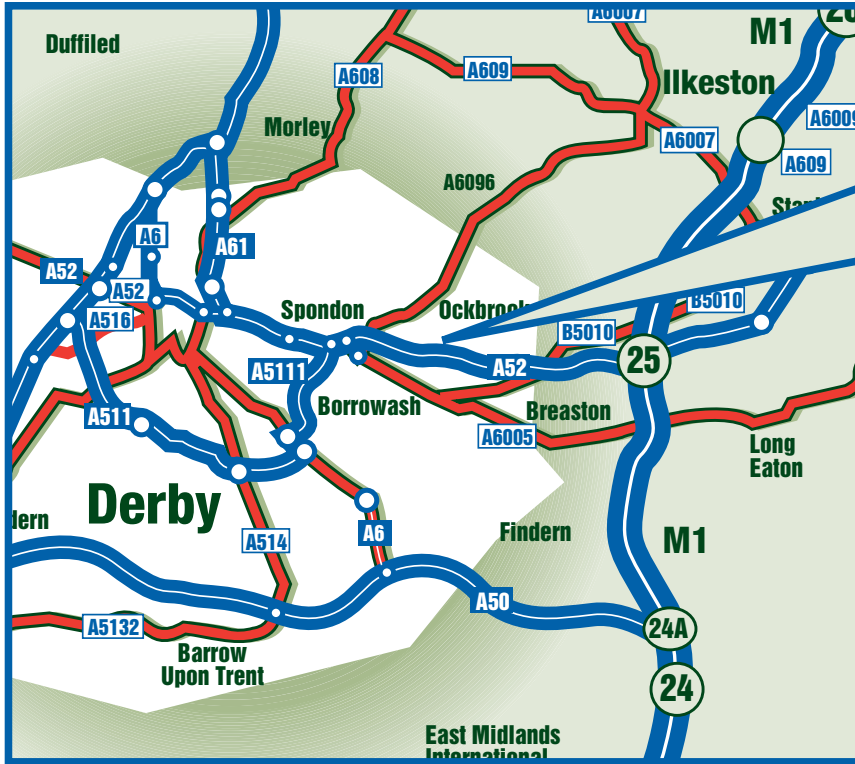 A6007
M1
Duffiled
A608
A609
Ilkeston
A6009
Morley
A6007
A609
A6096
A6
A61
A52
A52
Spondon
Ockbrook
B5010
A516
B5010
A5111
A52
25
A511
Borrowash
Breaston
A6005
Long
Eaton
Derby
A514
A6
Findern
M1
A50
A5132
24A
Barrow
Upon Trent
24
East Midlands
International